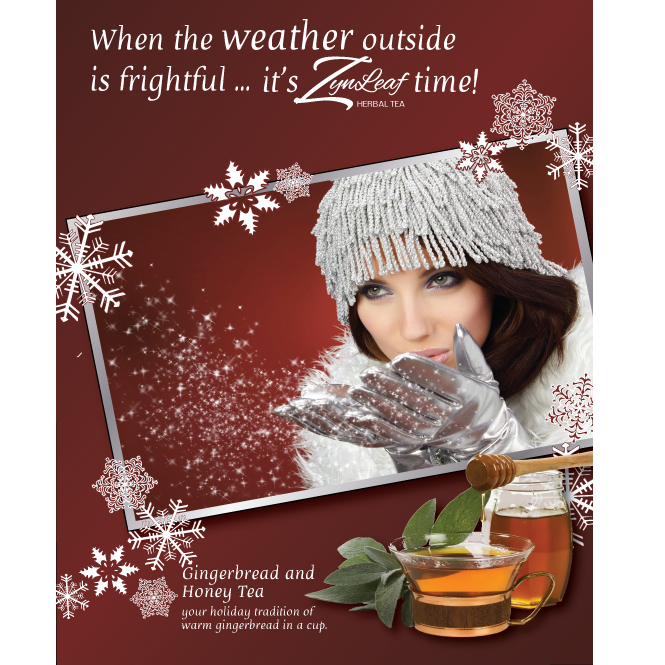 When the weather outside
is frightful ... it's ZynLeaf time!
HERBAL TEA
Gingerbread and
Honey Tea
your holiday tradition of
warm gingerbread in a cup.